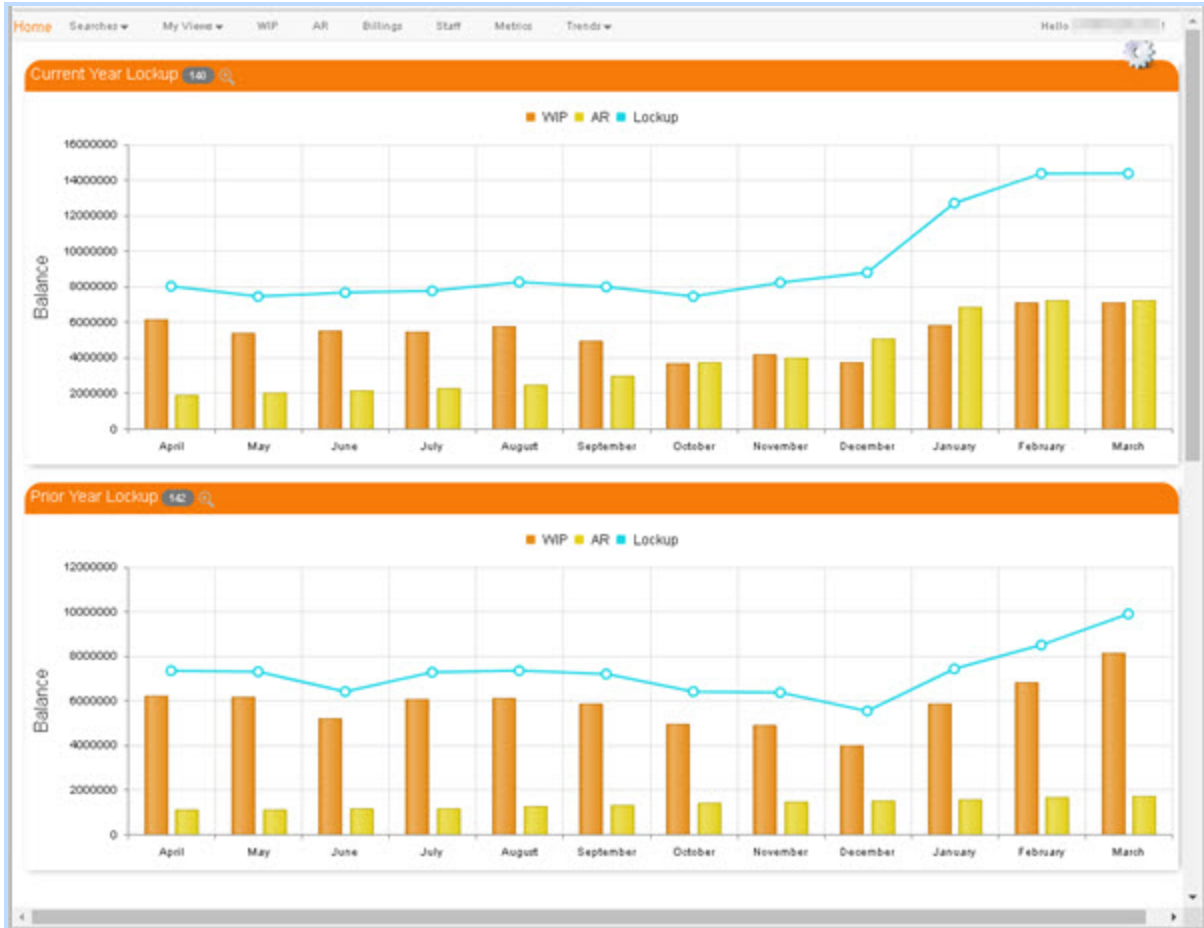 Home Searches My Views WIP AR Billings Staff Metrics Trends Hello !
Current Year Lockup 140
WIP AR Lockup
16000000
14000000
12000000
10000000
8000000
6000000
4000000
2000000
0
Balance
April May June July August September October November December January February March
Prior Year Lockup 142
WIP AR Lockup
12000000
10000000
8000000
6000000
4000000
2000000
0
Balance
April May June July August September October November December January February March